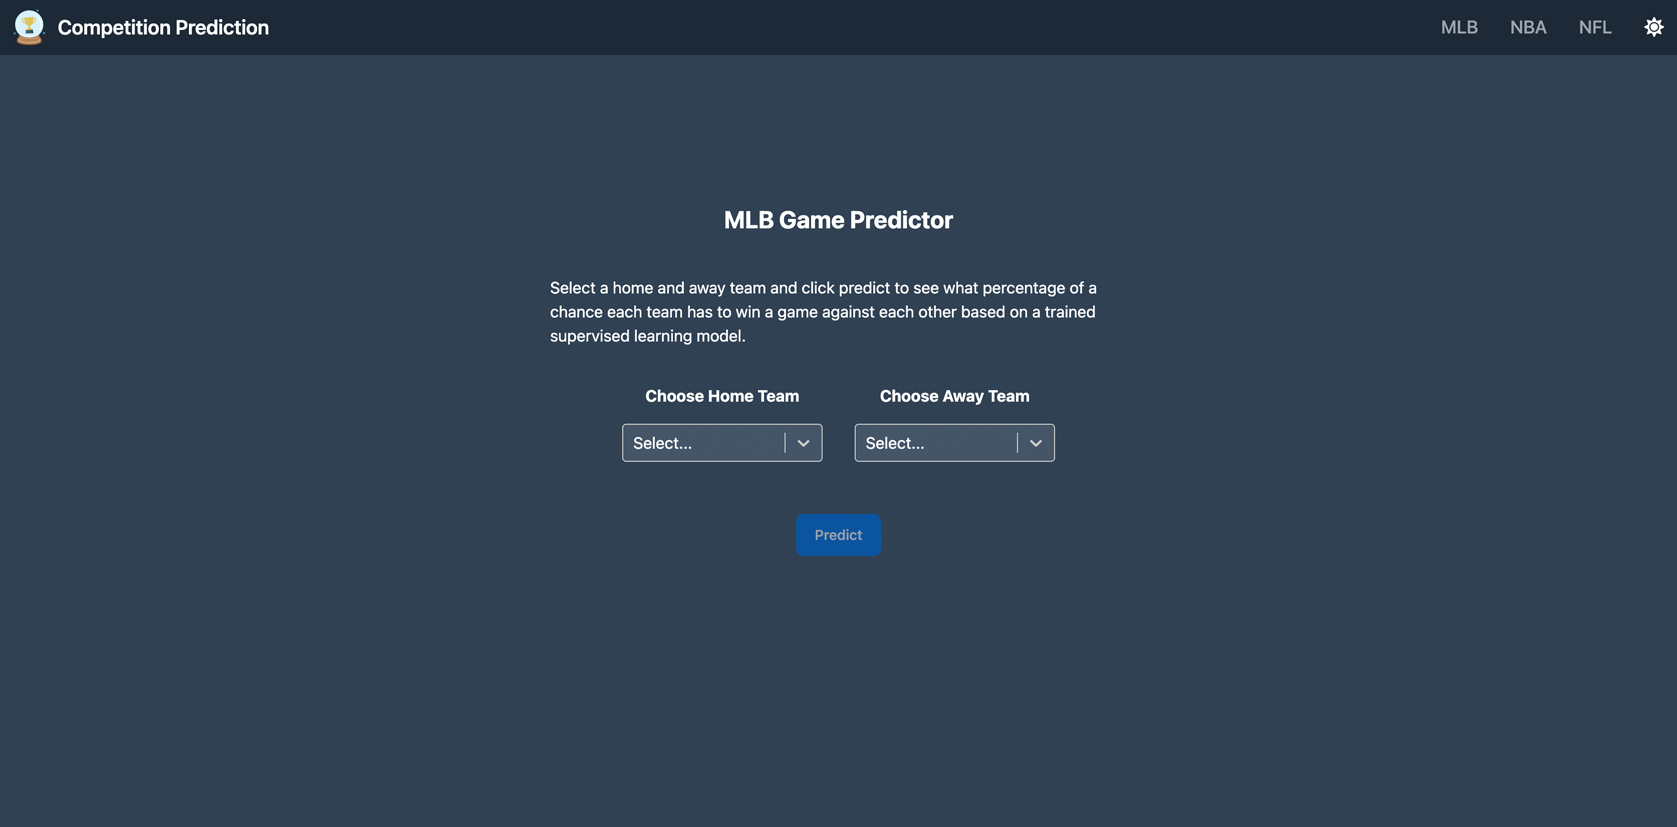 Competition Prediction
MLB
NBA
NFL
MLB Game Predictor
Select a home and away team and click predict to see what percentage of a
chance each team has to win a game against each other based on a trained
supervised learning model.
Choose Home Team
Choose Away Team
Select...
Select...
Predict